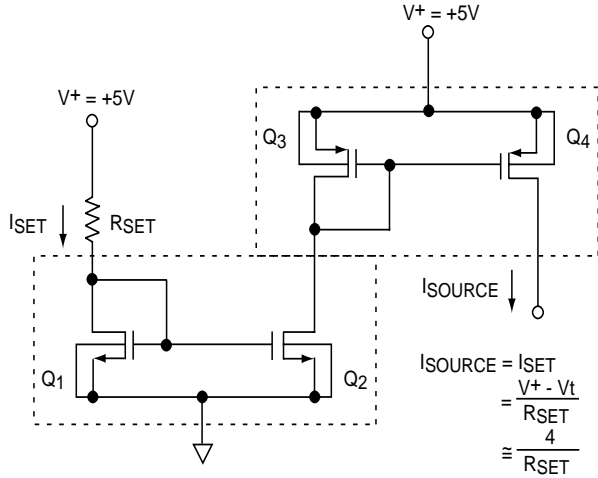 V+ = +5V
V+ = +5V
Q3
Q4
ISET
RSET
ISOURCE
Q1
Q2
ISOURCE = ISET
= V+ - Vt
RSET
≅ 4
RSET